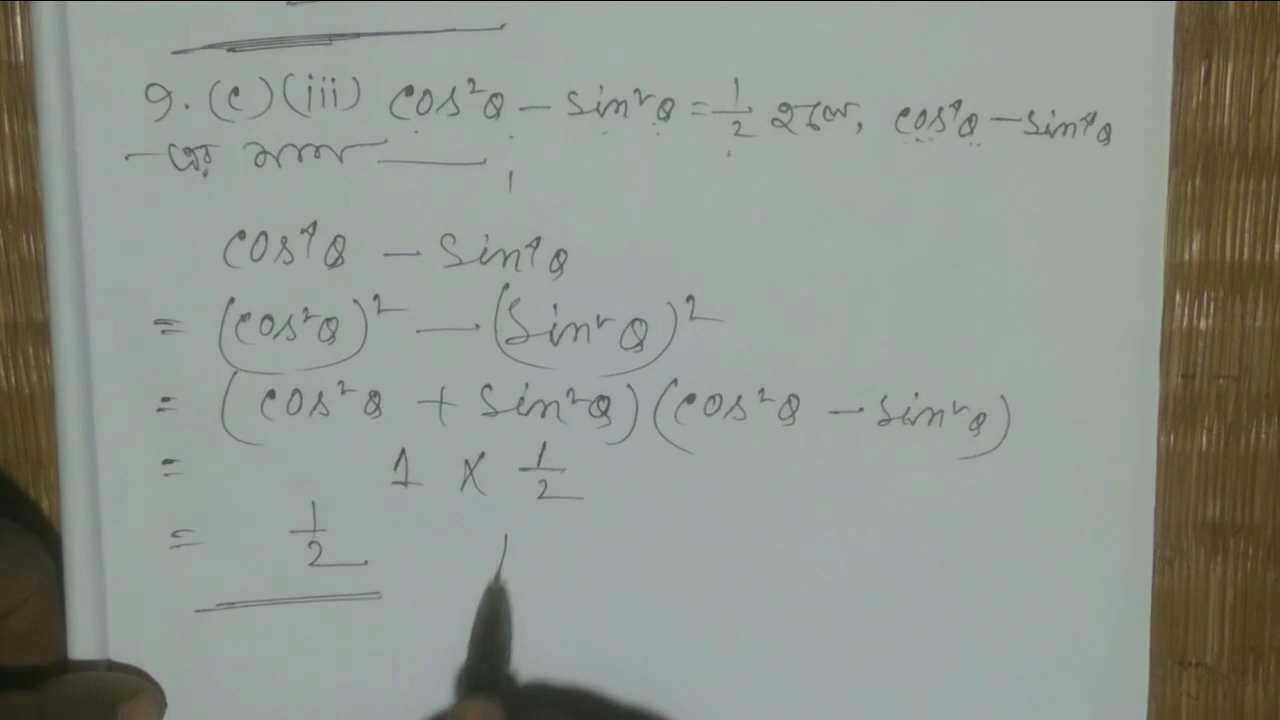 9. (c) (iii) cos²θ - sin²θ = 1/2 হলে, cos⁴θ - sin⁴θ
-এর মান ———।
cos⁴θ - sin⁴θ
= (cos²θ)² - (sin²θ)²
= (cos²θ + sin²θ)(cos²θ - sin²θ)
= 1 × 1/2
= 1/2